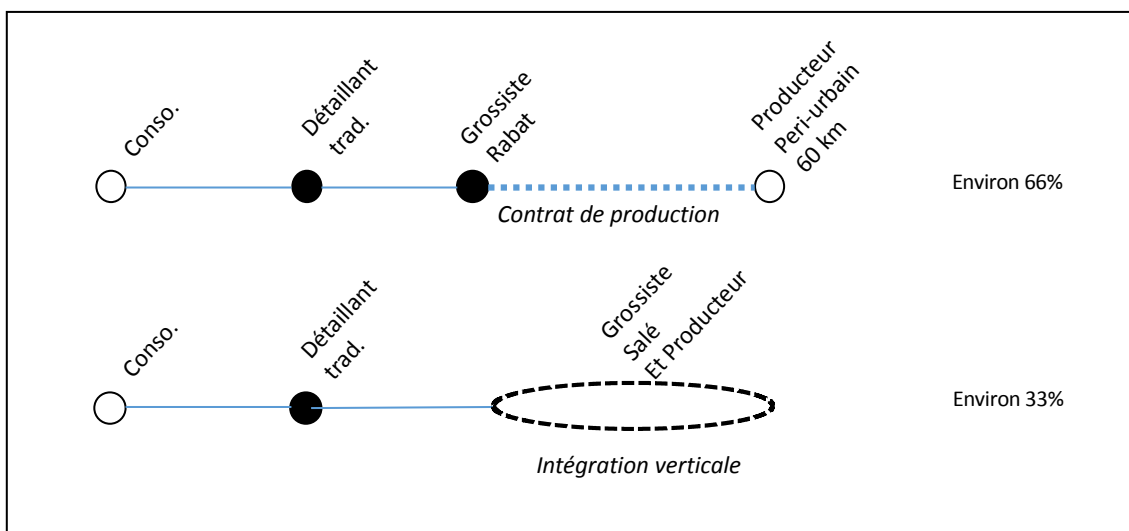 Conso.
Détaillant
trad.
Grossiste
Rabat
Producteur
Peri-urbain
60 km
Environ 66%
Contrat de production
Conso.
Détaillant
trad.
Grossiste
Salé
Et Producteur
Environ 33%
Intégration verticale